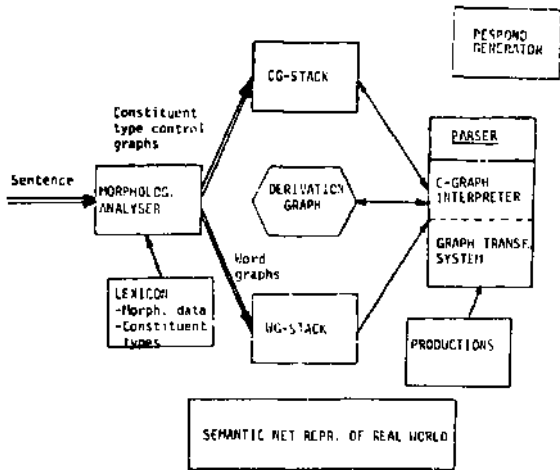 PESPOND
GENERATOR
CG-STACK
Constituent
type control
graphs
PARSER
Sentence
MORPHOLOG.
ANALYSER
DERIVATION
GRAPH
C-GRAPH
INTERPRETER
GRAPH TRANSF.
SYSTEM
Word
graphs
LEXICON
-Morph. data
-Constituent
types
WG-STACK
PRODUCTIONS
SEMANTIC NET REPR. OF REAL WORLD